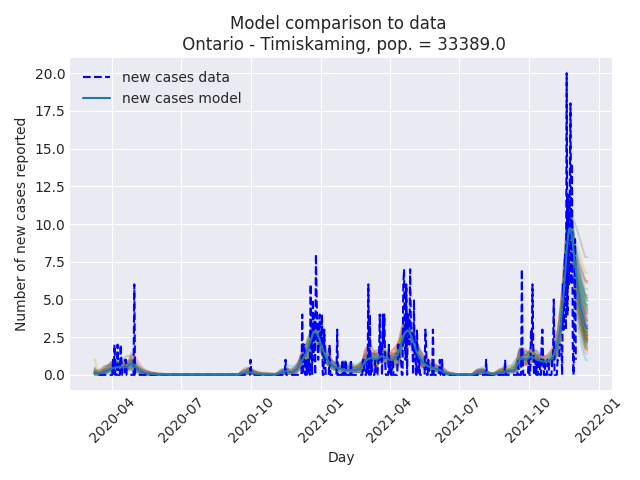 Model comparison to data
Ontario - Timiskaming, pop. = 33389.0
new cases data
new cases model
Number of new cases reported
20.0
17.5
15.0
12.5
10.0
7.5
5.0
2.5
0.0
2020-04
2020-07
2020-10
2021-01
2021-04
2021-07
2021-10
2022-01
Day